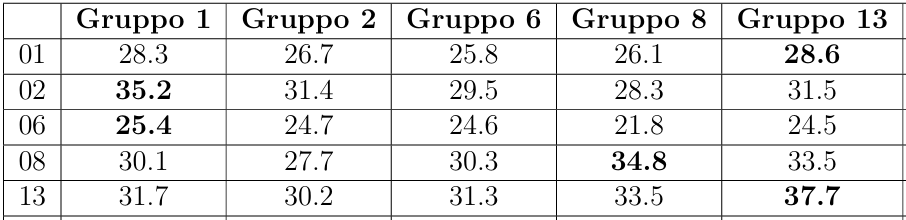 Gruppo 1 Gruppo 2 Gruppo 6 Gruppo 8 Gruppo 13
01 28.3 26.7 25.8 26.1 28.6
02 35.2 31.4 29.5 28.3 31.5
06 25.4 24.7 24.6 21.8 24.5
08 30.1 27.7 30.3 34.8 33.5
13 31.7 30.2 31.3 33.5 37.7